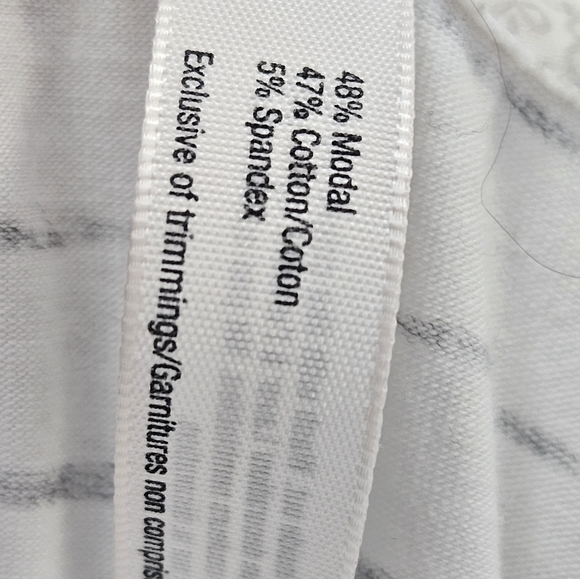 48% Modal
47% Cotton/Coton
5% Spandex
Exclusive of trimmings/Garnitures non compris